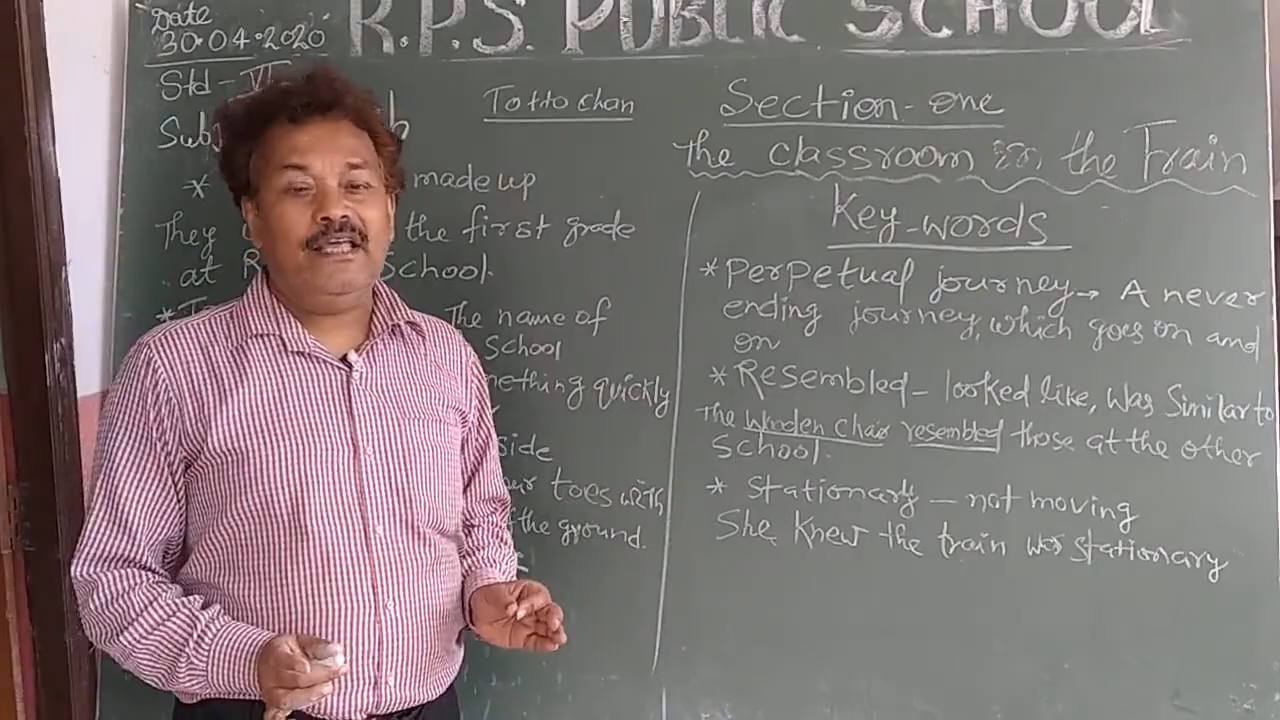 Date
30.04.2020
R.P.S. PUBLIC SCHOOL
Std - VI
Totto chan
* made up
They the first grade
at School.
The name of
School
quickly
side
toes with
the ground.
Section-one
The classroom in the Train
Key-words
* Perpetual journey → A never
ending journey, which goes on and
on
* Resembled - looked like, was similar to
The wooden chair resembled those at the other
school.
* Stationary - not moving
She knew the train was stationary